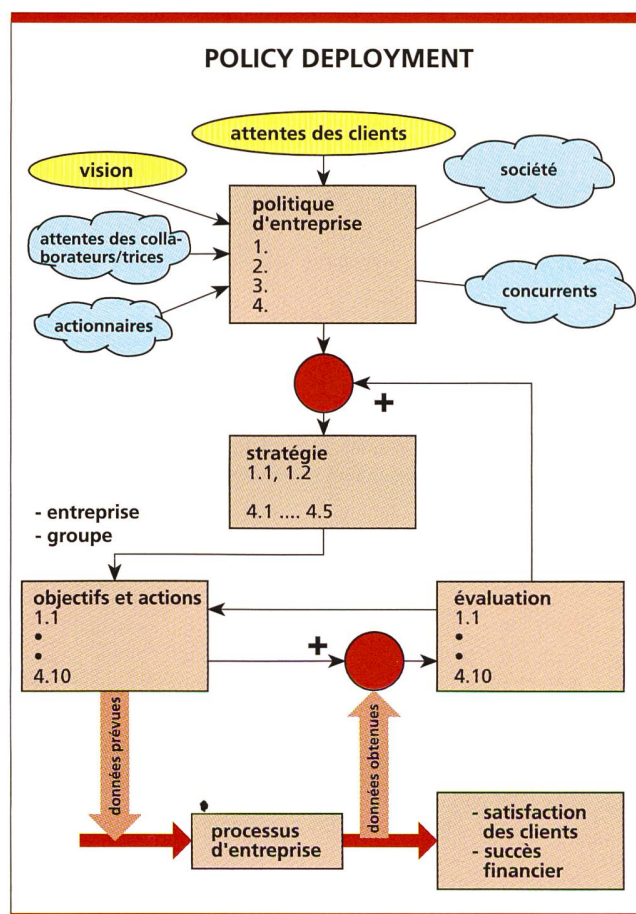 POLICY DEPLOYMENT
attentes des clients
vision
société
politique
d'entreprise
1.
2.
3.
4.
attentes des colla-
borateurs/trices
concurrents
actionnaires
+
stratégie
1.1, 1.2
4.1 .... 4.5
- entreprise
- groupe
objectifs et actions
1.1
•
•
4.10
+
évaluation
1.1
•
•
4.10
données prévues
données obtenues
processus
d'entreprise
- satisfaction
des clients
- succès
financier